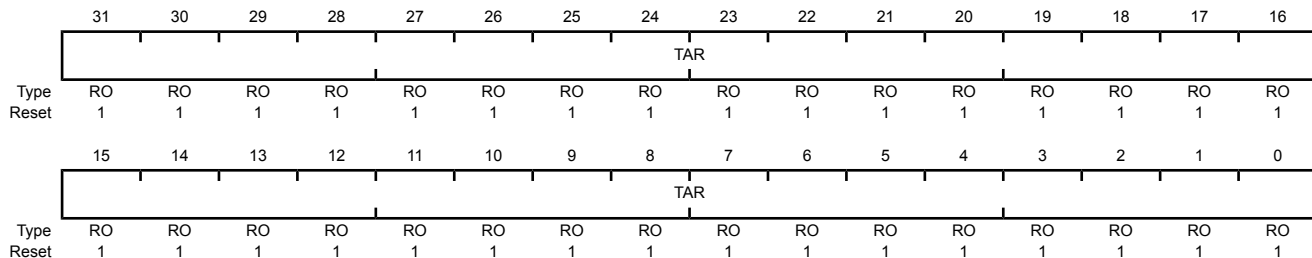 31 30 29 28 27 26 25 24 23 22 21 20 19 18 17 16
TAR
Type RO RO RO RO RO RO RO RO RO RO RO RO RO RO RO RO
Reset 1 1 1 1 1 1 1 1 1 1 1 1 1 1 1 1
15 14 13 12 11 10 9 8 7 6 5 4 3 2 1 0
TAR
Type RO RO RO RO RO RO RO RO RO RO RO RO RO RO RO RO
Reset 1 1 1 1 1 1 1 1 1 1 1 1 1 1 1 1